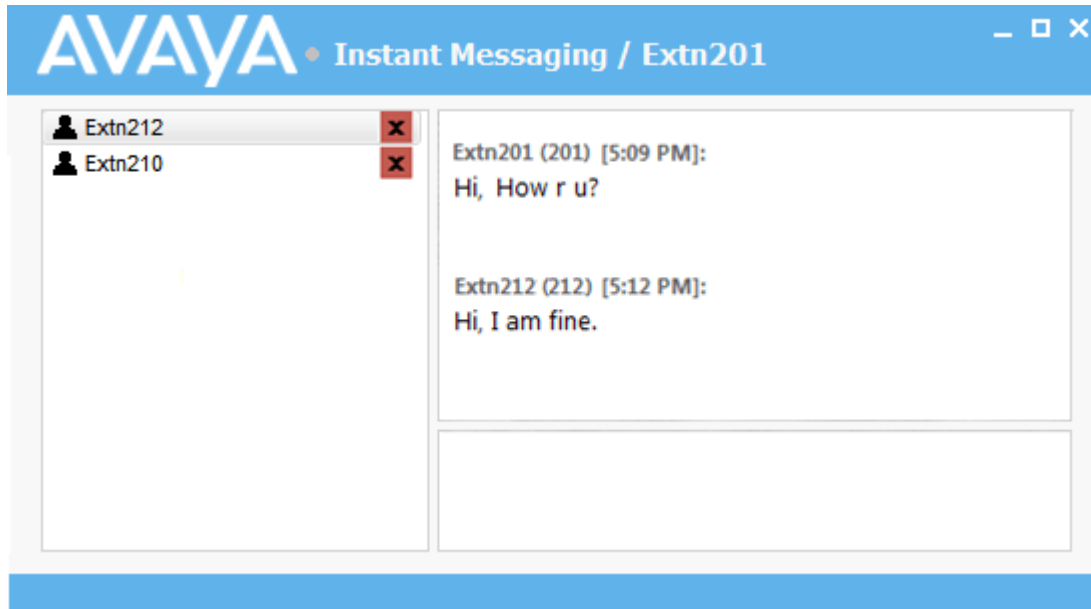 AVAYA
Instant Messaging / Extn201
Extn212
Extn210
Extn201 (201) [5:09 PM]:
Hi, How r u?
Extn212 (212) [5:12 PM]:
Hi, I am fine.